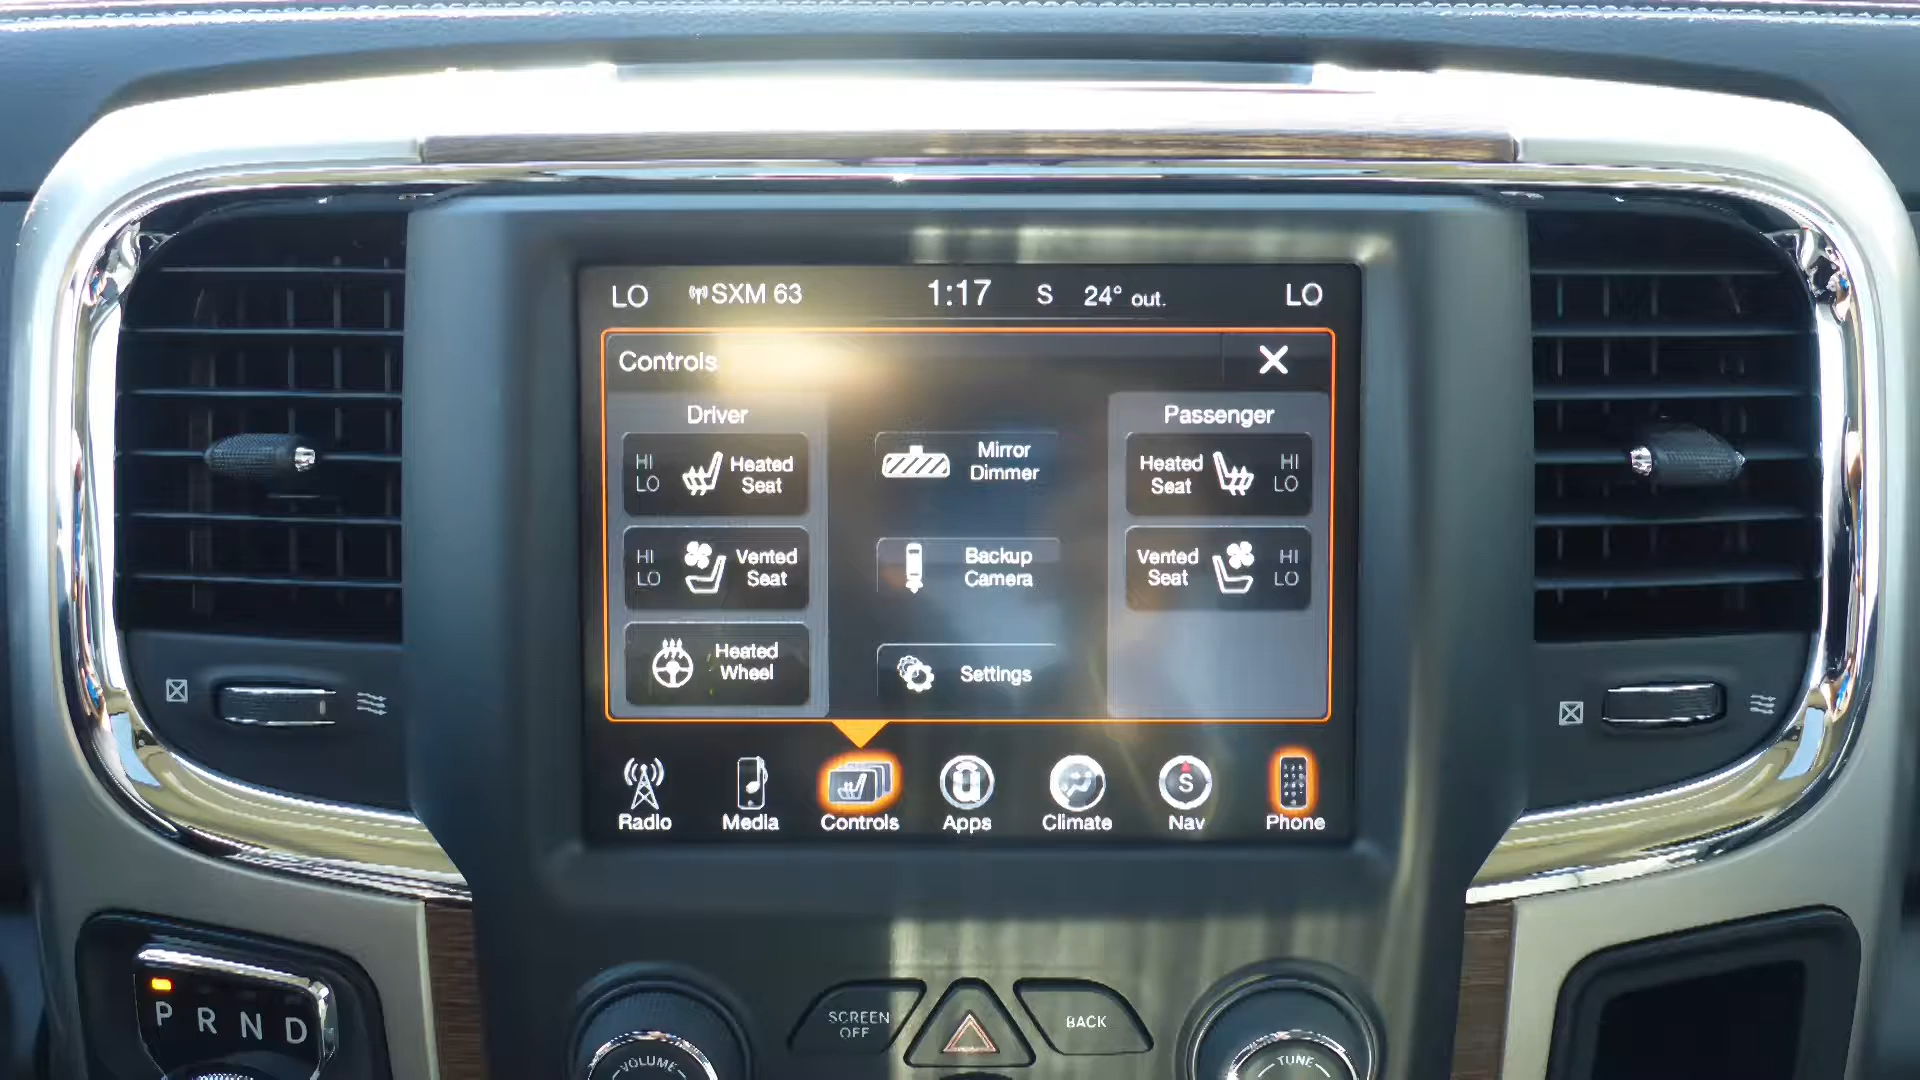 LO SXM 63 1:17 S 24° out. LO
Controls
Driver
Passenger
HI
LO
Heated
Seat
Mirror
Dimmer
Heated
Seat
HI
LO
HI
LO
Vented
Seat
Backup
Camera
Vented
Seat
HI
LO
Heated
Wheel
Settings
Radio Media Controls Apps Climate Nav Phone
S
P R N D
SCREEN
OFF
BACK
VOLUME
TUNE